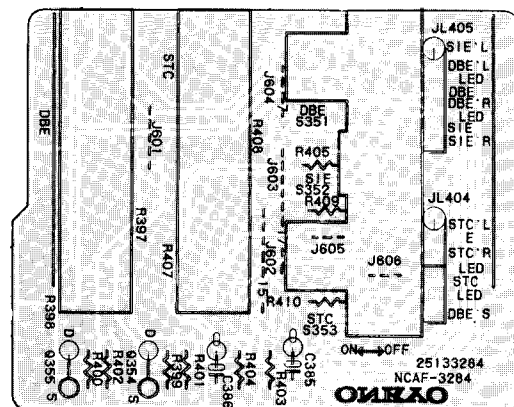 JL405
SIE'L
DBE'L
LED
DBE
DBE'R
LED
SIE
SIE'R
STC
DBE
J604
DBE
S351
J601
R408
R405
SIE
S352
R409
J603
JL404
STC'L
E
STC'R
LED
STC
LED
DBE'S
R397
R407
J602
J605
J606
15
R410
STC
S353
R398
D
D
Q355
S
R400
R402
Q354
S
R399
R401
C386
R404
R403
C385
ON OFF
25133284
NCAF-3284
ONKYO